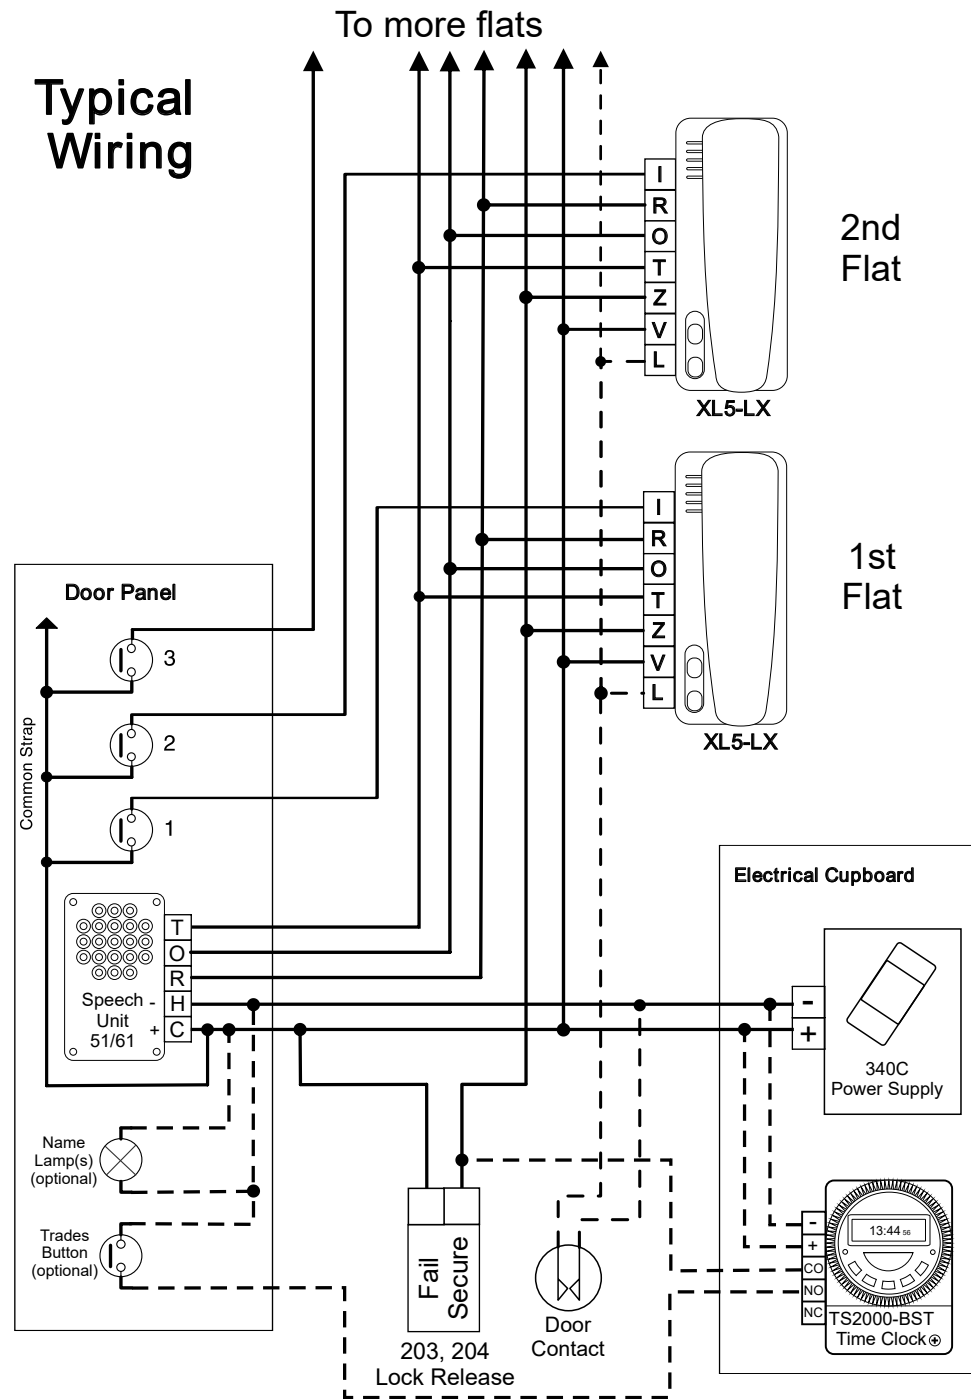 To more flats
Typical
Wiring
I
R
O
T
Z
V
L
XL5-LX
2nd
Flat
I
R
O
T
Z
V
L
XL5-LX
1st
Flat
Door Panel
3
2
1
Common Strap
T
O
R
- H
+ C
Speech
Unit
51/61
Name
Lamp(s)
(optional)
Trades
Button
(optional)
Fail
Secure
203, 204
Lock Release
Door
Contact
Electrical Cupboard
-
+
340C
Power Supply
-
+
CO
NO
NC
13:44 56
TS2000-BST
Time Clock